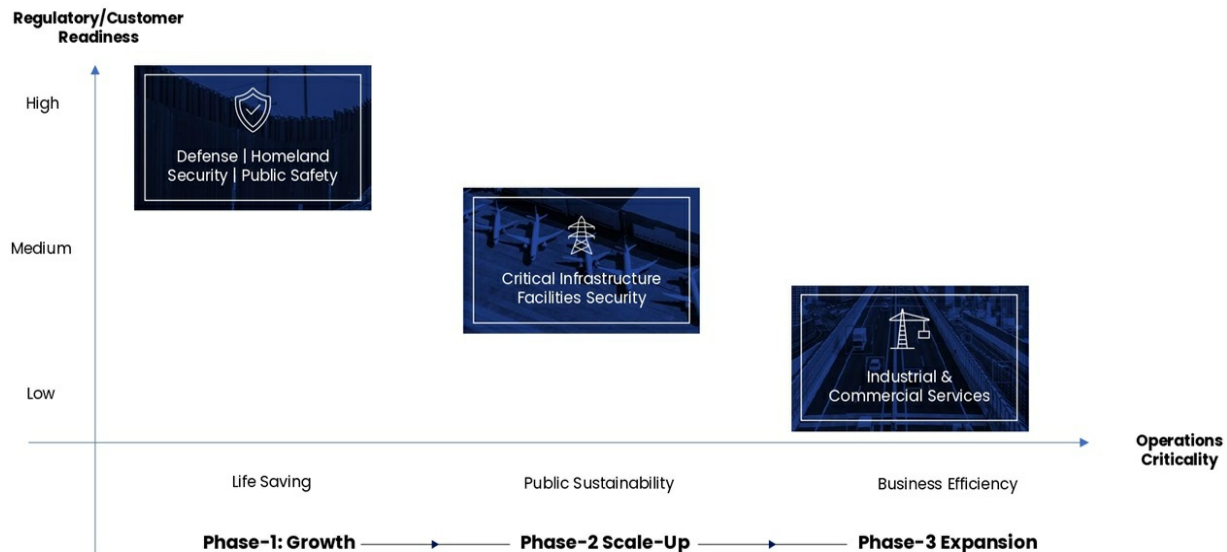 Regulatory/Customer
Readiness
High
Defense | Homeland
Security | Public Safety
Medium
Critical Infrastructure
Facilities Security
Low
Industrial &
Commercial Services
Operations
Criticality
Life Saving
Public Sustainability
Business Efficiency
Phase-1: Growth
Phase-2 Scale-Up
Phase-3 Expansion